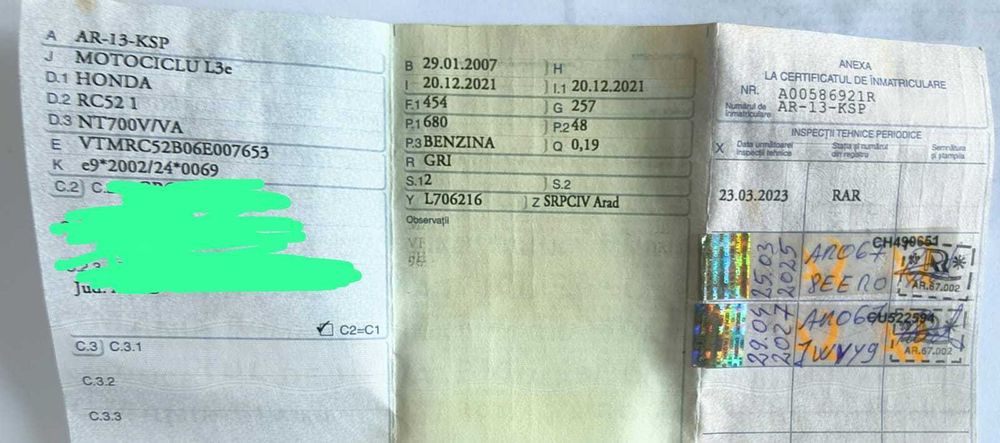 A AR-13-KSP
J MOTOCICLU L3e
D.1 HONDA
D.2 RC52 1
D.3 NT700V/VA
E VTMRC52B06E007653
K e9*2002/24*0069
C.2)
Jud.
C2=C1
C.3) C.3.1
C.3.2
C.3.3
B 29.01.2007 H
I 20.12.2021 I.1 20.12.2021
F.1 454 G 257
P.1 680 P.2 48
P.3 BENZINA Q 0,19
R GRI
S.1 2 S.2
Y L706216 Z SRPCIV Arad
Observații
ANEXA
LA CERTIFICATUL DE ÎNMATRICULARE
NR. A00586921R
Numărul de înmatriculare AR-13-KSP
INSPECȚII TEHNICE PERIODICE
X Data următoarei inspecții tehnice Stația și numărul din registru Semnătura și ștampila
23.03.2023 RAR
25.03 2025 ARO67 CH490651
AR.67.002
29.04 2027 ARO67 CU522594
AR.67.002